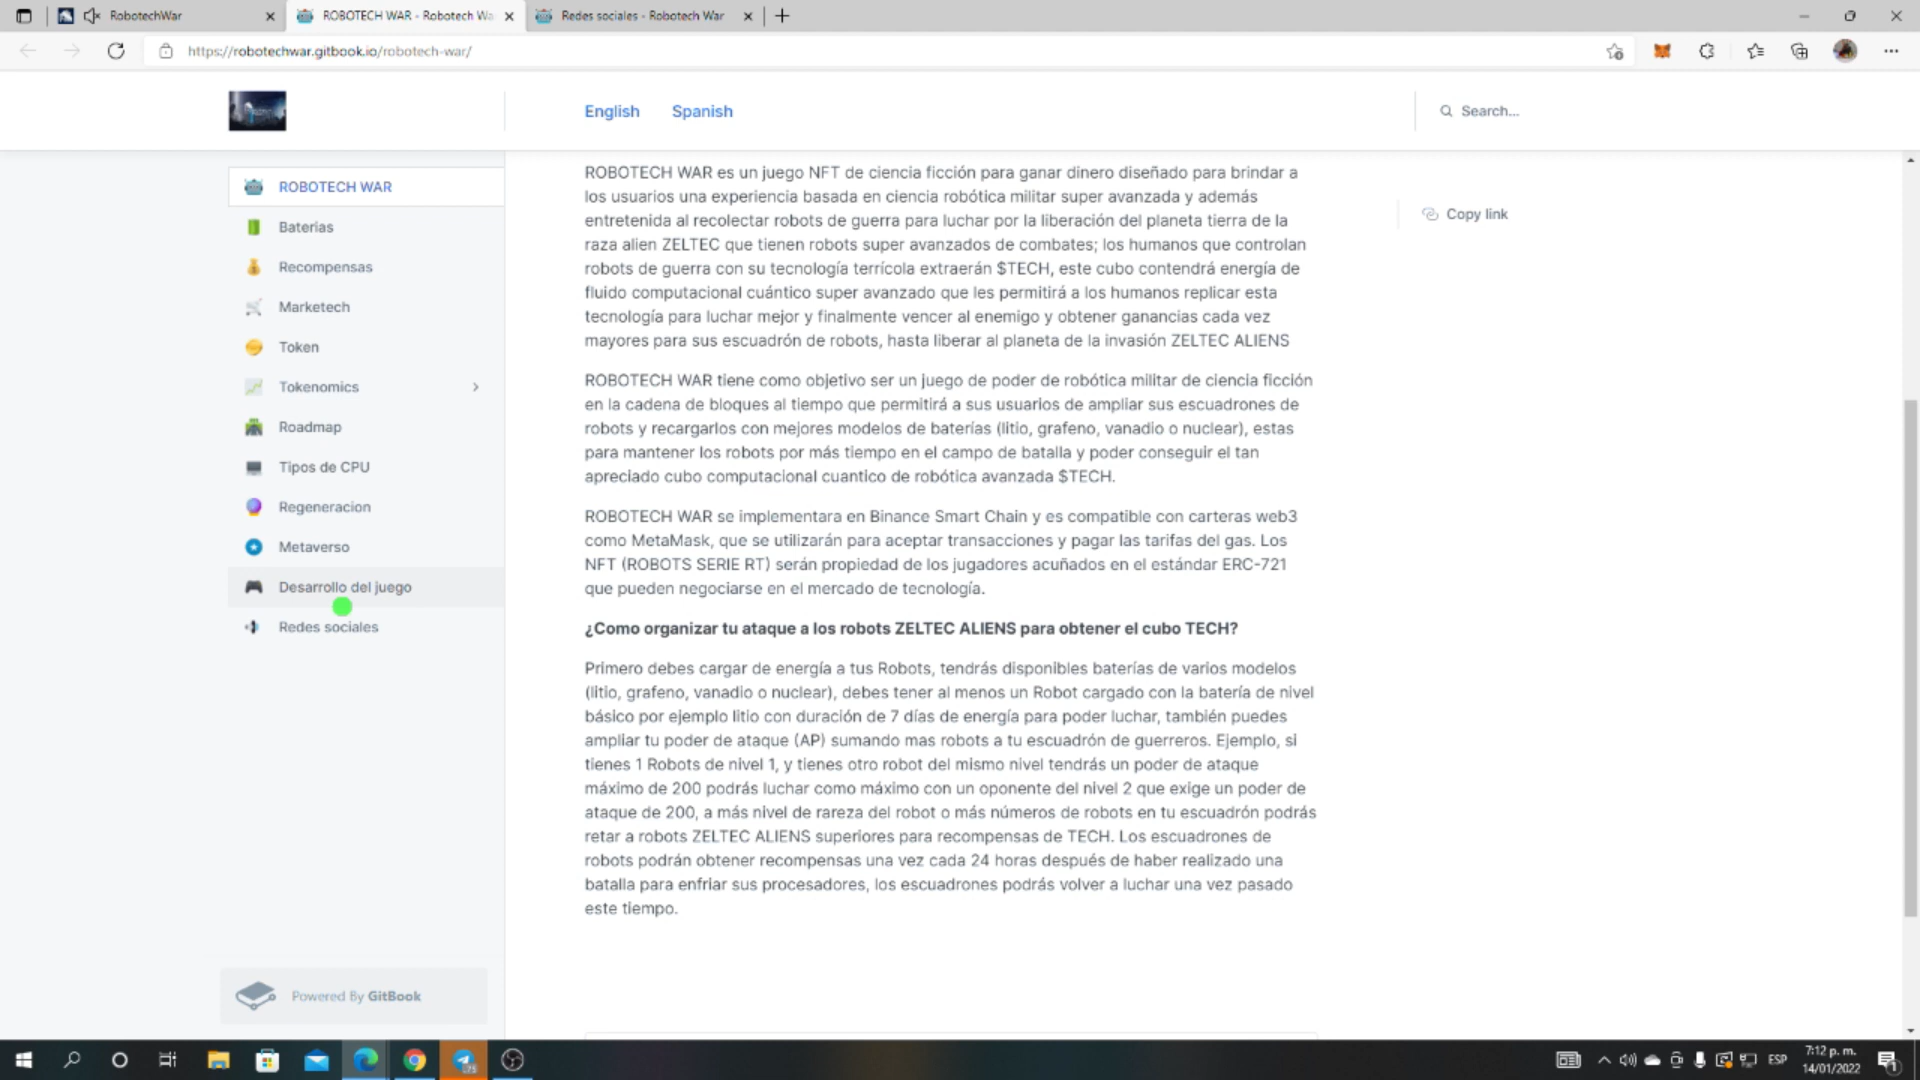 RobotechWar
ROBOTECH WAR - Robotech Wa
Redes sociales - Robotech War
https://robotechwar.gitbook.io/robotech-war/
English
Spanish
Search...
ROBOTECH WAR
Baterias
Recompensas
Marketech
Token
Tokenomics
Roadmap
Tipos de CPU
Regeneracion
Metaverso
Desarrollo del juego
Redes sociales
Powered By GitBook
ROBOTECH WAR es un juego NFT de ciencia ficción para ganar dinero diseñado para brindar a
los usuarios una experiencia basada en ciencia robótica militar super avanzada y además
entretenida al recolectar robots de guerra para luchar por la liberación del planeta tierra de la
raza alien ZELTEC que tienen robots super avanzados de combates; los humanos que controlan
robots de guerra con su tecnología terrícola extraerán $TECH, este cubo contendrá energía de
fluido computacional cuántico super avanzado que les permitirá a los humanos replicar esta
tecnología para luchar mejor y finalmente vencer al enemigo y obtener ganancias cada vez
mayores para sus escuadrón de robots, hasta liberar al planeta de la invasión ZELTEC ALIENS
ROBOTECH WAR tiene como objetivo ser un juego de poder de robótica militar de ciencia ficción
en la cadena de bloques al tiempo que permitirá a sus usuarios de ampliar sus escuadrones de
robots y recargarlos con mejores modelos de baterías (litio, grafeno, vanadio o nuclear), estas
para mantener los robots por más tiempo en el campo de batalla y poder conseguir el tan
apreciado cubo computacional cuantico de robótica avanzada $TECH.
ROBOTECH WAR se implementara en Binance Smart Chain y es compatible con carteras web3
como MetaMask, que se utilizarán para aceptar transacciones y pagar las tarifas del gas. Los
NFT (ROBOTS SERIE RT) serán propiedad de los jugadores acuñados en el estándar ERC-721
que pueden negociarse en el mercado de tecnología.
¿Como organizar tu ataque a los robots ZELTEC ALIENS para obtener el cubo TECH?
Primero debes cargar de energía a tus Robots, tendrás disponibles baterías de varios modelos
(litio, grafeno, vanadio o nuclear), debes tener al menos un Robot cargado con la batería de nivel
básico por ejemplo litio con duración de 7 días de energía para poder luchar, también puedes
ampliar tu poder de ataque (AP) sumando mas robots a tu escuadrón de guerreros. Ejemplo, si
tienes 1 Robots de nivel 1, y tienes otro robot del mismo nivel tendrás un poder de ataque
máximo de 200 podrás luchar como máximo con un oponente del nivel 2 que exige un poder de
ataque de 200, a más nivel de rareza del robot o más números de robots en tu escuadrón podrás
retar a robots ZELTEC ALIENS superiores para recompensas de TECH. Los escuadrones de
robots podrán obtener recompensas una vez cada 24 horas después de haber realizado una
batalla para enfriar sus procesadores, los escuadrones podrás volver a luchar una vez pasado
este tiempo.
Copy link
75
ESP
7:12 p. m.
14/01/2022
1